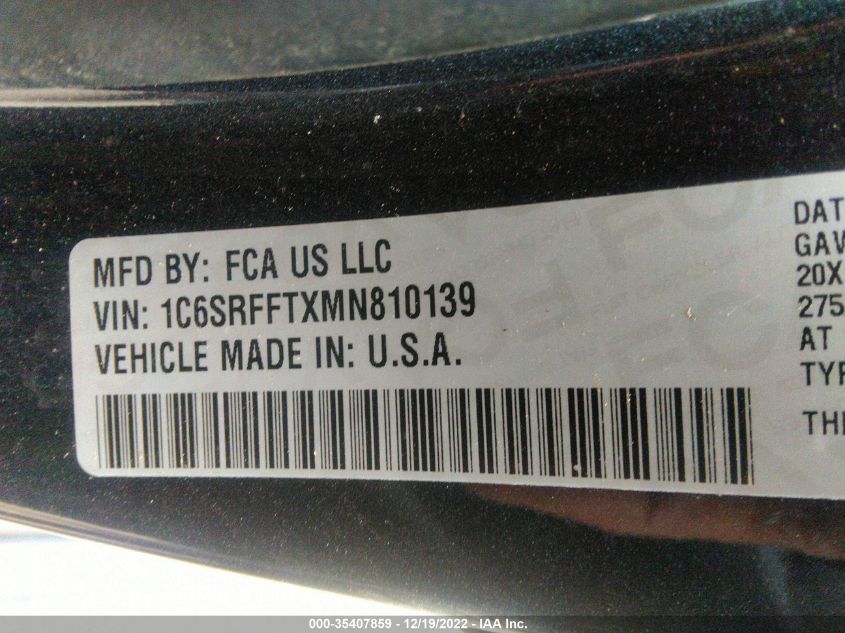 MFD BY: FCA US LLC
VIN: 1C6SRFFTXMN810139
VEHICLE MADE IN: U.S.A.
DAT
GAV
20X
275
AT
TYP
THI
000-35407859 - 12/19/2022 - IAA Inc.